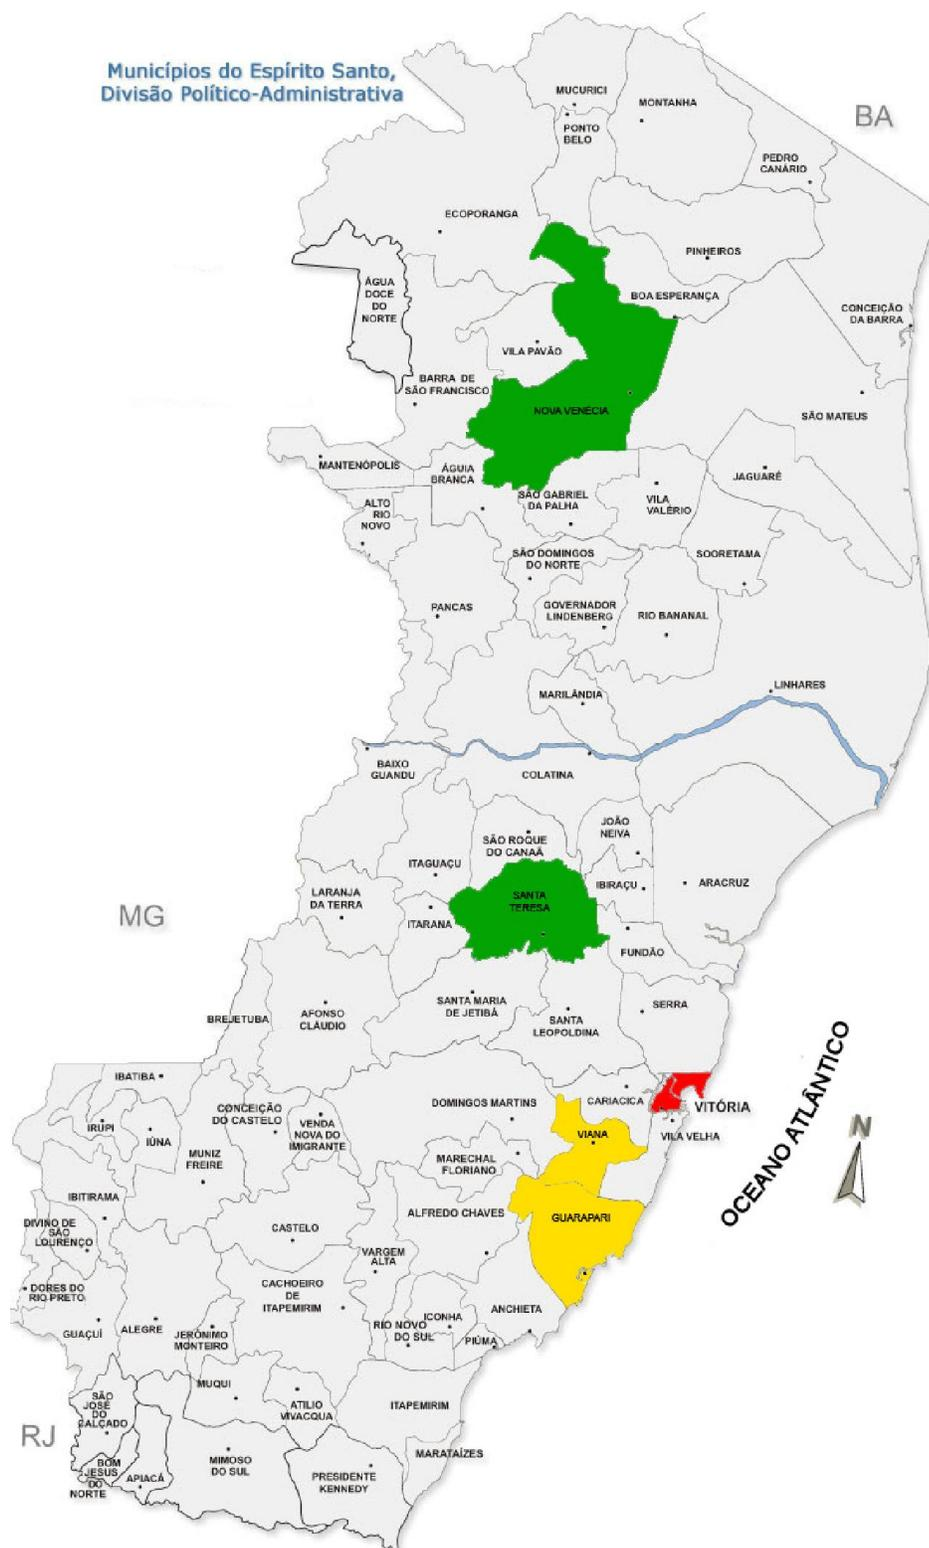 Municípios do Espírito Santo,
Divisão Político-Administrativa
BA
MUCURICI
MONTANHA
PONTO
BELO
PEDRO
CANÁRIO
ECOPORANGA
PINHEIROS
ÁGUA
DOCE
DO
NORTE
BOA ESPERANÇA
CONCEIÇÃO
DA BARRA
VILA PAVÃO
BARRA DE
SÃO FRANCISCO
NOVA VENÉCIA
SÃO MATEUS
MANTENÓPOLIS
ÁGUIA
BRANCA
JAGUARÉ
ALTO
RIO
NOVO
SÃO GABRIEL
DA PALHA
VILA
VALÉRIO
SÃO DOMINGOS
DO NORTE
SOORETAMA
PANCAS
GOVERNADOR
LINDENBERG
RIO BANANAL
MARILÂNDIA
LINHARES
BAIXO
GUANDU
COLATINA
SÃO ROQUE
DO CANAÃ
JOÃO
NEIVA
ITAGUAÇU
IBIRAÇU
ARACRUZ
LARANJA
DA TERRA
SANTA
TERESA
MG
ITARANA
FUNDÃO
BREJETUBA
AFONSO
CLÁUDIO
SANTA MARIA
DE JETIBÁ
SANTA
LEOPOLDINA
SERRA
OCEANO ATLÂNTICO
IBATIBA
CONCEIÇÃO
DO CASTELO
DOMINGOS MARTINS
CARIACICA
VITÓRIA
IRUPI
IÚNA
VENDA
NOVA DO
IMIGRANTE
VIANA
VILA VELHA
N
MUNIZ
FREIRE
MARECHAL
FLORIANO
IBITIRAMA
ALFREDO CHAVES
GUARAPARI
DIVINO DE
SÃO
LOURENÇO
CASTELO
VARGEM
ALTA
DORES DO
RIO PRETO
CACHOEIRO
DE
ITAPEMIRIM
GUAÇUÍ
ALEGRE
JERÔNIMO
MONTEIRO
RIO NOVO
DO SUL
ICONHA
ANCHIETA
PIÚMA
MUQUI
ATILIO
VIVACQUA
ITAPEMIRIM
SÃO
JOSÉ
DO
CALÇADO
RJ
MARATAÍZES
BOM
JESUS
DO
NORTE
APIACÁ
MIMOSO
DO SUL
PRESIDENTE
KENNEDY